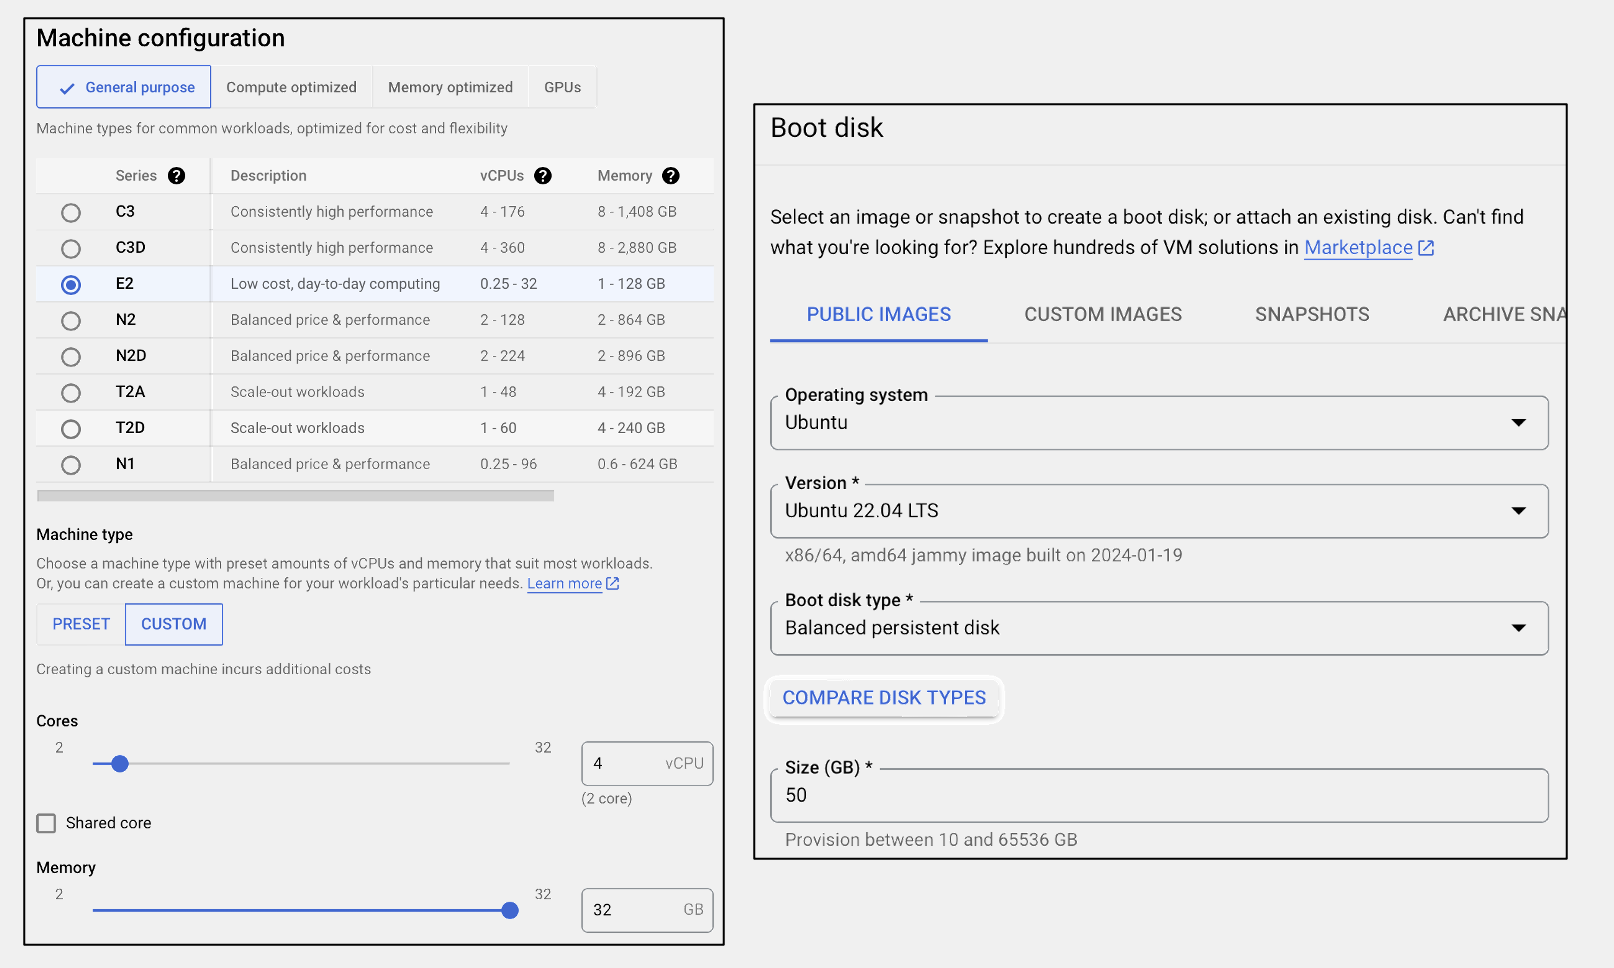 Machine configuration
General purpose Compute optimized Memory optimized GPUs
Machine types for common workloads, optimized for cost and flexibility
Series ? Description vCPUs ? Memory ?
C3 Consistently high performance 4 - 176 8 - 1,408 GB
C3D Consistently high performance 4 - 360 8 - 2,880 GB
E2 Low cost, day-to-day computing 0.25 - 32 1 - 128 GB
N2 Balanced price & performance 2 - 128 2 - 864 GB
N2D Balanced price & performance 2 - 224 2 - 896 GB
T2A Scale-out workloads 1 - 48 4 - 192 GB
T2D Scale-out workloads 1 - 60 4 - 240 GB
N1 Balanced price & performance 0.25 - 96 0.6 - 624 GB
Machine type
Choose a machine type with preset amounts of vCPUs and memory that suit most workloads.
Or, you can create a custom machine for your workload's particular needs. Learn more
PRESET CUSTOM
Creating a custom machine incurs additional costs
Cores
2 32
4 vCPU
(2 core)
Shared core
Memory
2 32
32 GB
Boot disk
Select an image or snapshot to create a boot disk; or attach an existing disk. Can't find
what you're looking for? Explore hundreds of VM solutions in Marketplace
PUBLIC IMAGES CUSTOM IMAGES SNAPSHOTS ARCHIVE SNA
Operating system
Ubuntu
Version *
Ubuntu 22.04 LTS
x86/64, amd64 jammy image built on 2024-01-19
Boot disk type *
Balanced persistent disk
COMPARE DISK TYPES
Size (GB) *
50
Provision between 10 and 65536 GB